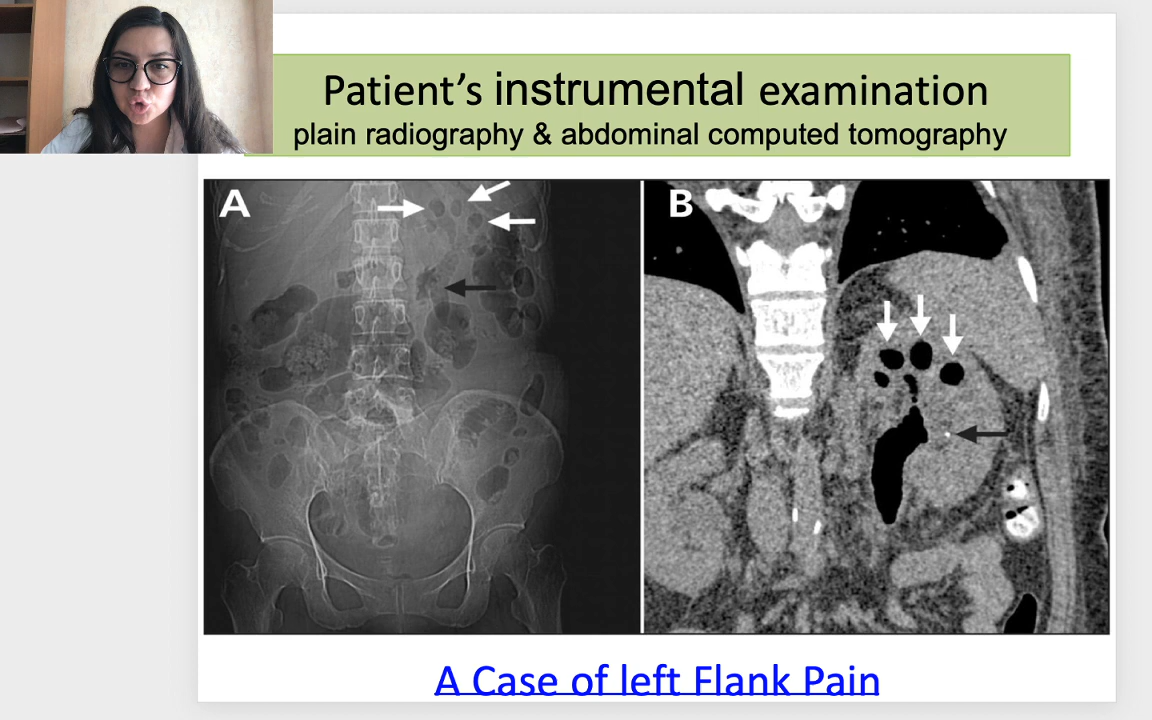 Patient’s instrumental examination
plain radiography & abdominal computed tomography
A
B
A Case of left Flank Pain